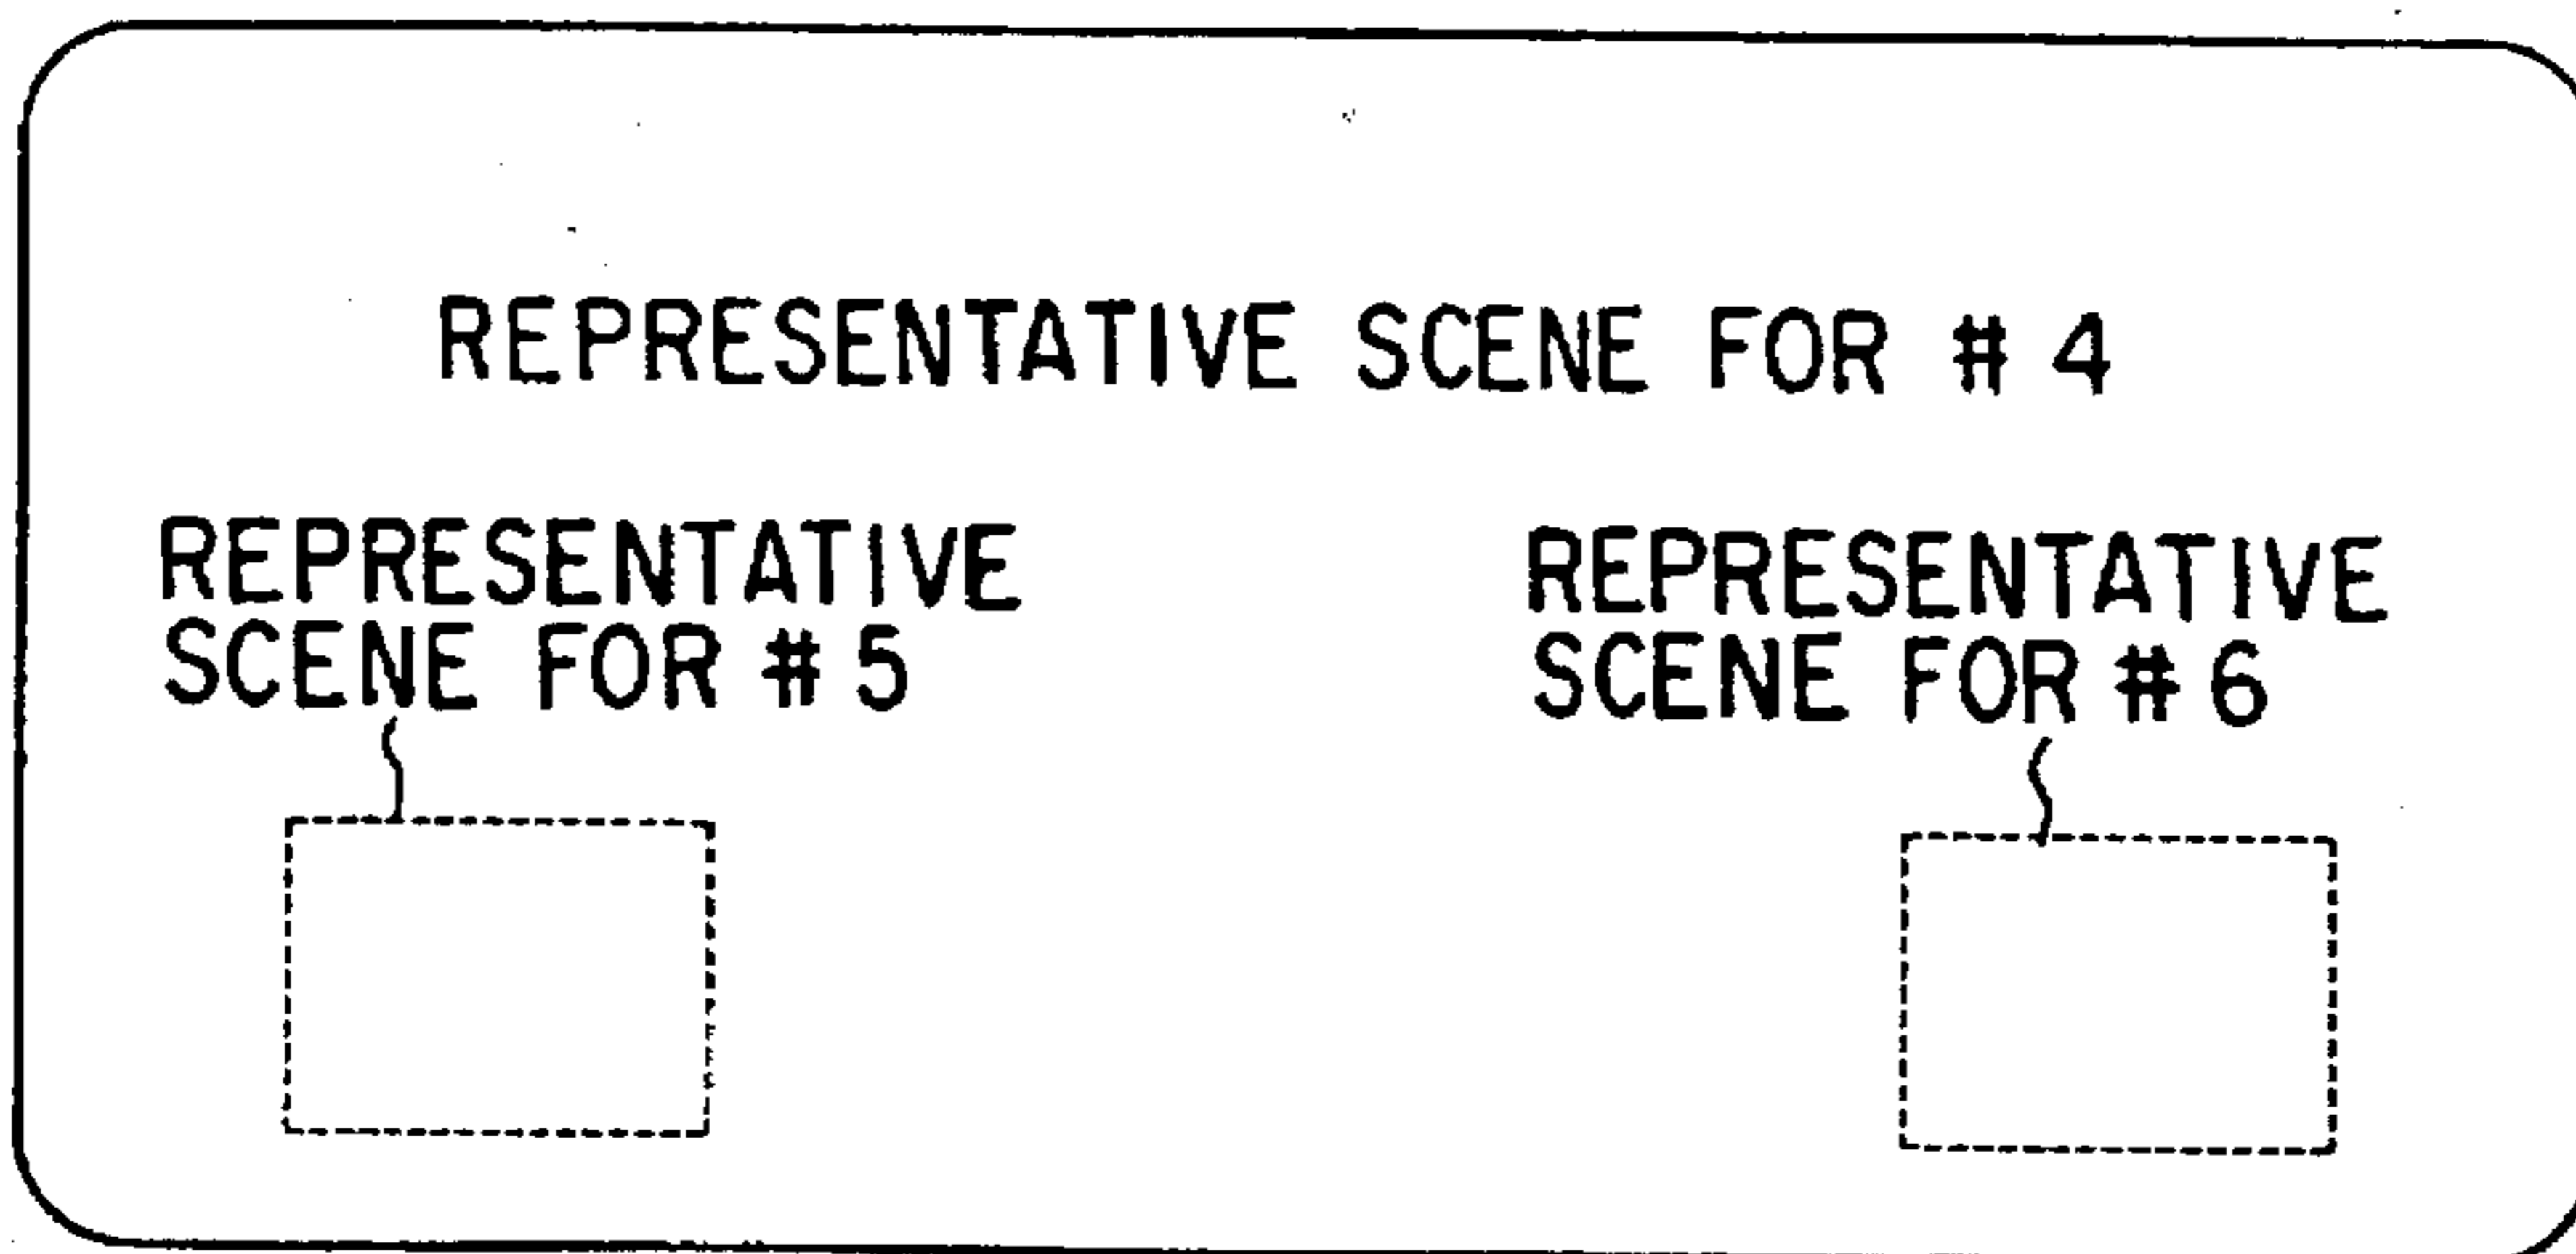 REPRESENTATIVE SCENE FOR # 4
REPRESENTATIVE
SCENE FOR # 5
REPRESENTATIVE
SCENE FOR # 6